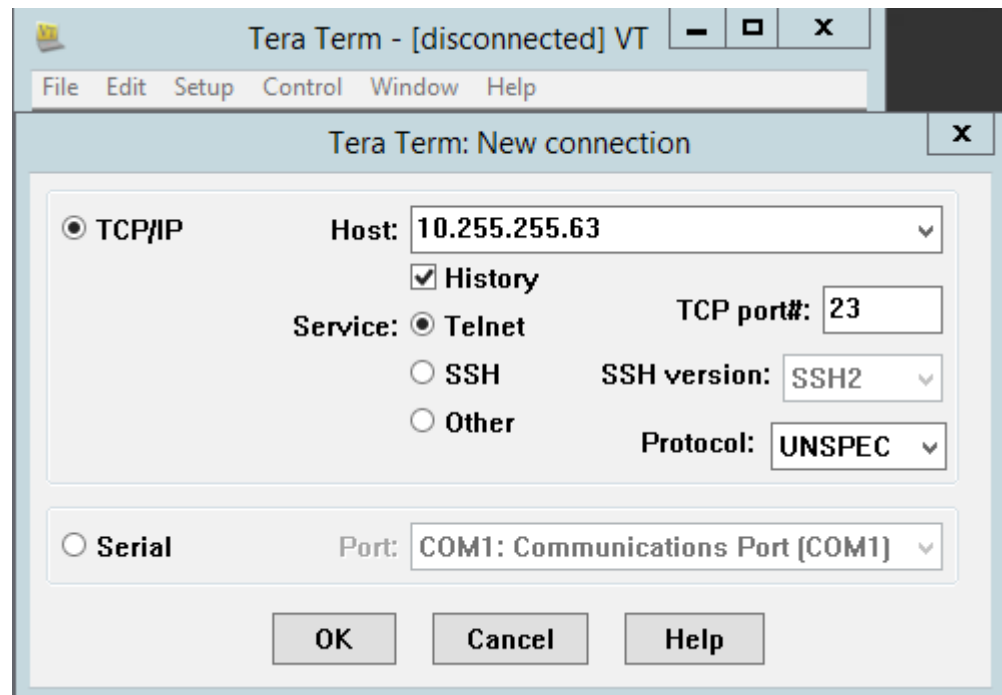 Tera Term - [disconnected] VT
File Edit Setup Control Window Help
Tera Term: New connection
TCP/IP Host: 10.255.255.63
History
Service: Telnet TCP port#: 23
SSH SSH version: SSH2
Other Protocol: UNSPEC
Serial Port: COM1: Communications Port (COM1)
OK Cancel Help